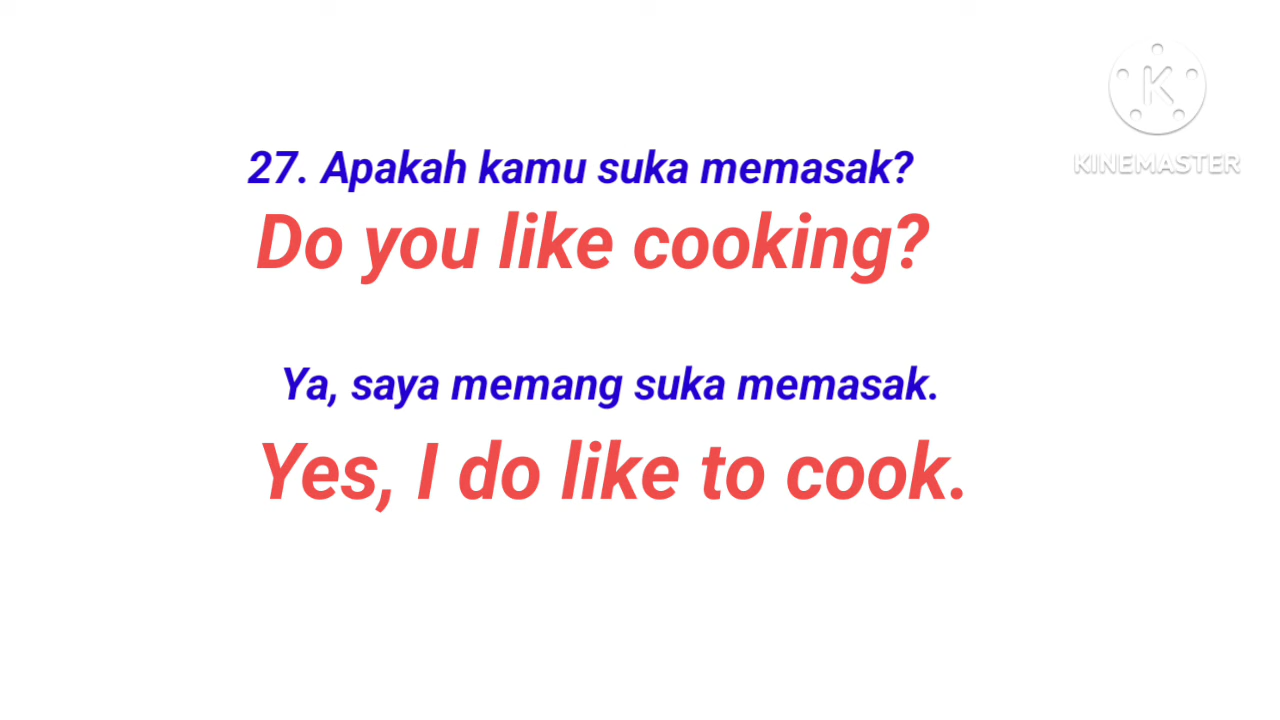 KINEMASTER
27. Apakah kamu suka memasak?
Do you like cooking?
Ya, saya memang suka memasak.
Yes, I do like to cook.